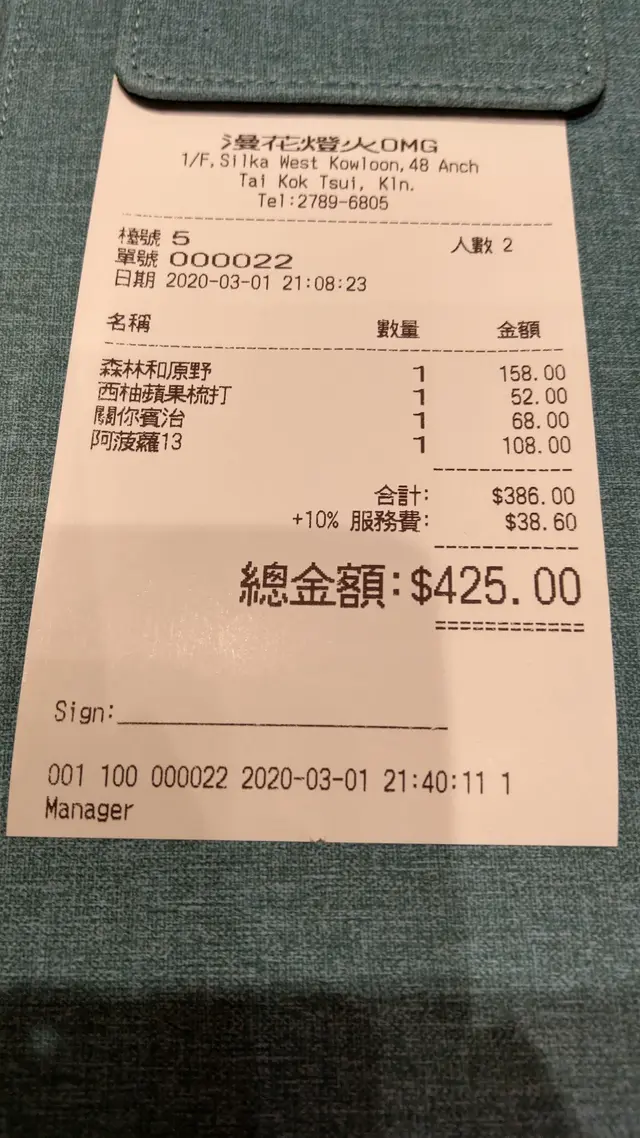 漫花燈火OMG
1/F,Silka West Kowloon,48 Anch
Tai Kok Tsui, Kln.
Tel:2789-6805
檯號 5 人數 2
單號 000022
日期 2020-03-01 21:08:23
名稱 數量 金額
森林和原野 1 158.00
西柚蘋果梳打 1 52.00
關你賓治 1 68.00
阿菠蘿13 1 108.00
合計: $386.00
+10% 服務費: $38.60
總金額:$425.00
Sign:
001 100 000022 2020-03-01 21:40:11 1
Manager